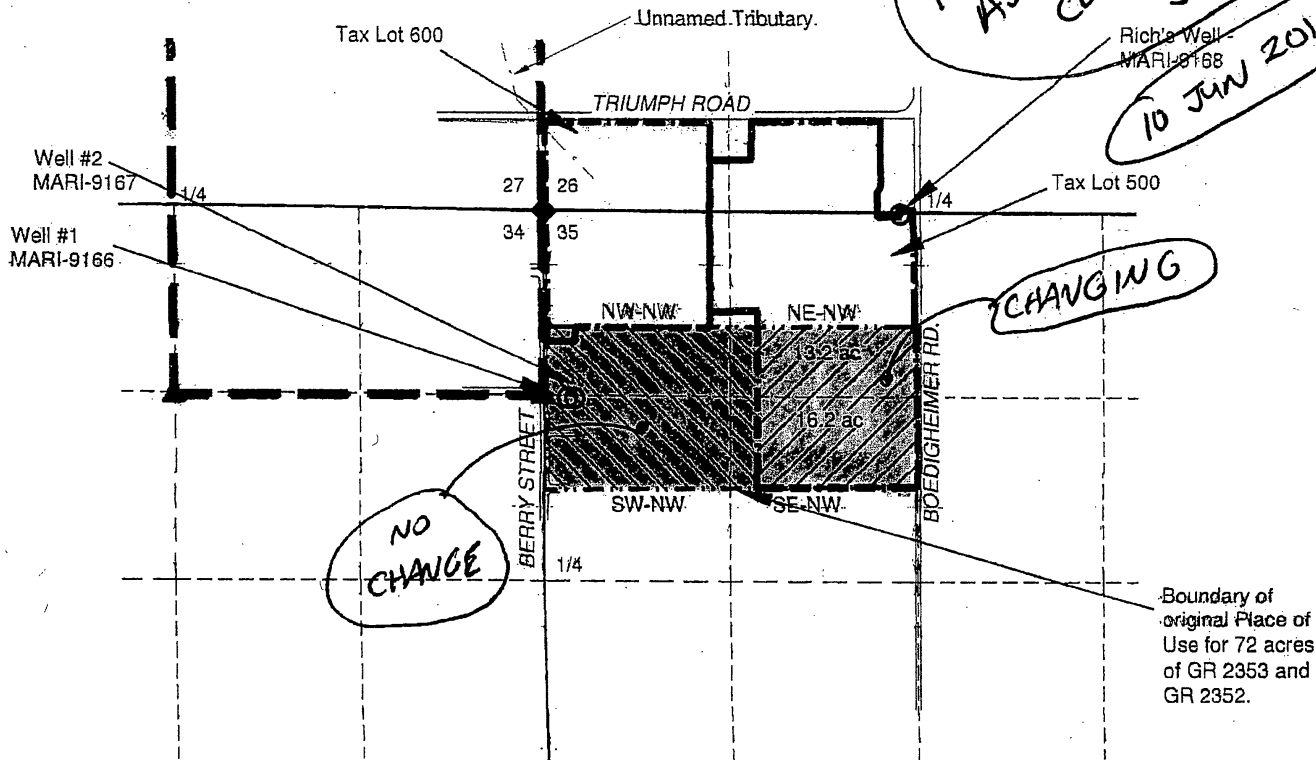 Unnamed Tributary.
Tax Lot 600
Rich's Well -
MARI-9168
10 JUN 201
TRIUMPH ROAD
Well #2
MARI-9167
1/4
27 26
Tax Lot 500
1/4
34 35
Well #1
MARI-9166
CHANGING
NW-NW
NE-NW
13.2 ac
16.2 ac
BERRY STREET
BOEDIGHEIMER RD.
SW-NW
SE-NW
NO
CHANGE
1/4
Boundary of
original Place of
Use for 72 acres
of GR 2353 and
GR 2352.